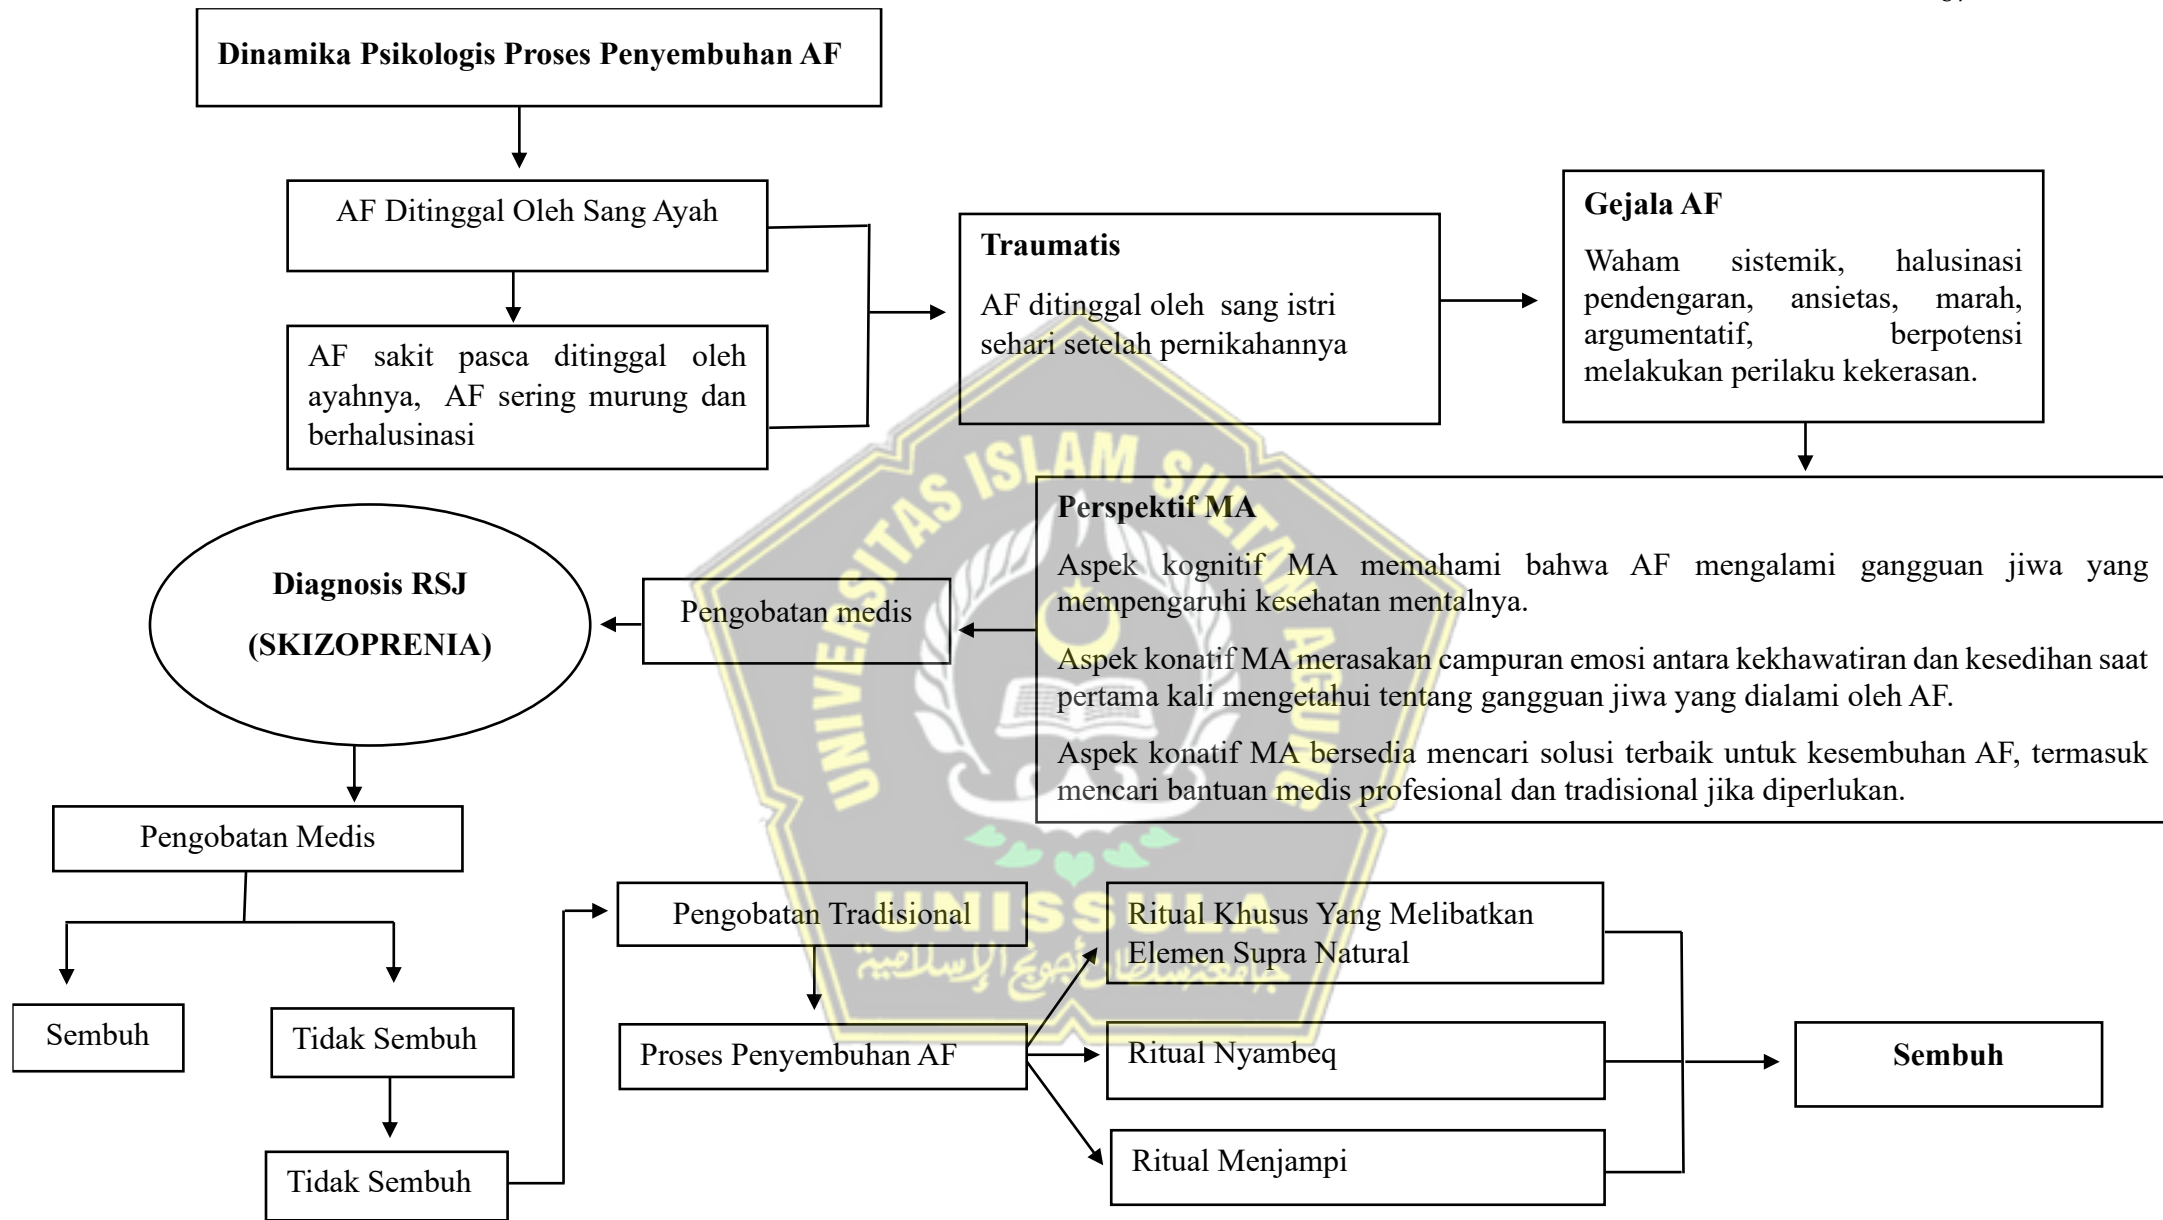 Dinamika Psikologis Proses Penyembuhan AF
AF Ditinggal Oleh Sang Ayah
AF sakit pasca ditinggal oleh
ayahnya, AF sering murung dan
berhalusinasi
Traumatis
AF ditinggal oleh sang istri
sehari setelah pernikahannya
Gejala AF
Waham sistemik, halusinasi
pendengaran, ansietas, marah,
argumentatif, berpotensi
melakukan perilaku kekerasan.
Perspektif MA
Aspek kognitif MA memahami bahwa AF mengalami gangguan jiwa yang
mempengaruhi kesehatan mentalnya.
Aspek konatif MA merasakan campuran emosi antara kekhawatiran dan kesedihan saat
pertama kali mengetahui tentang gangguan jiwa yang dialami oleh AF.
Aspek konatif MA bersedia mencari solusi terbaik untuk kesembuhan AF, termasuk
mencari bantuan medis profesional dan tradisional jika diperlukan.
Pengobatan medis
Diagnosis RSJ
(SKIZOPRENIA)
Pengobatan Medis
Sembuh
Tidak Sembuh
Tidak Sembuh
Pengobatan Tradisional
Proses Penyembuhan AF
Ritual Khusus Yang Melibatkan
Elemen Supra Natural
Ritual Nyambeq
Ritual Menjampi
Sembuh
UNIVERSITAS ISLAM SULTAN AGUNG
UNISSULA
جامعة سلطان أجونج الإسلامية